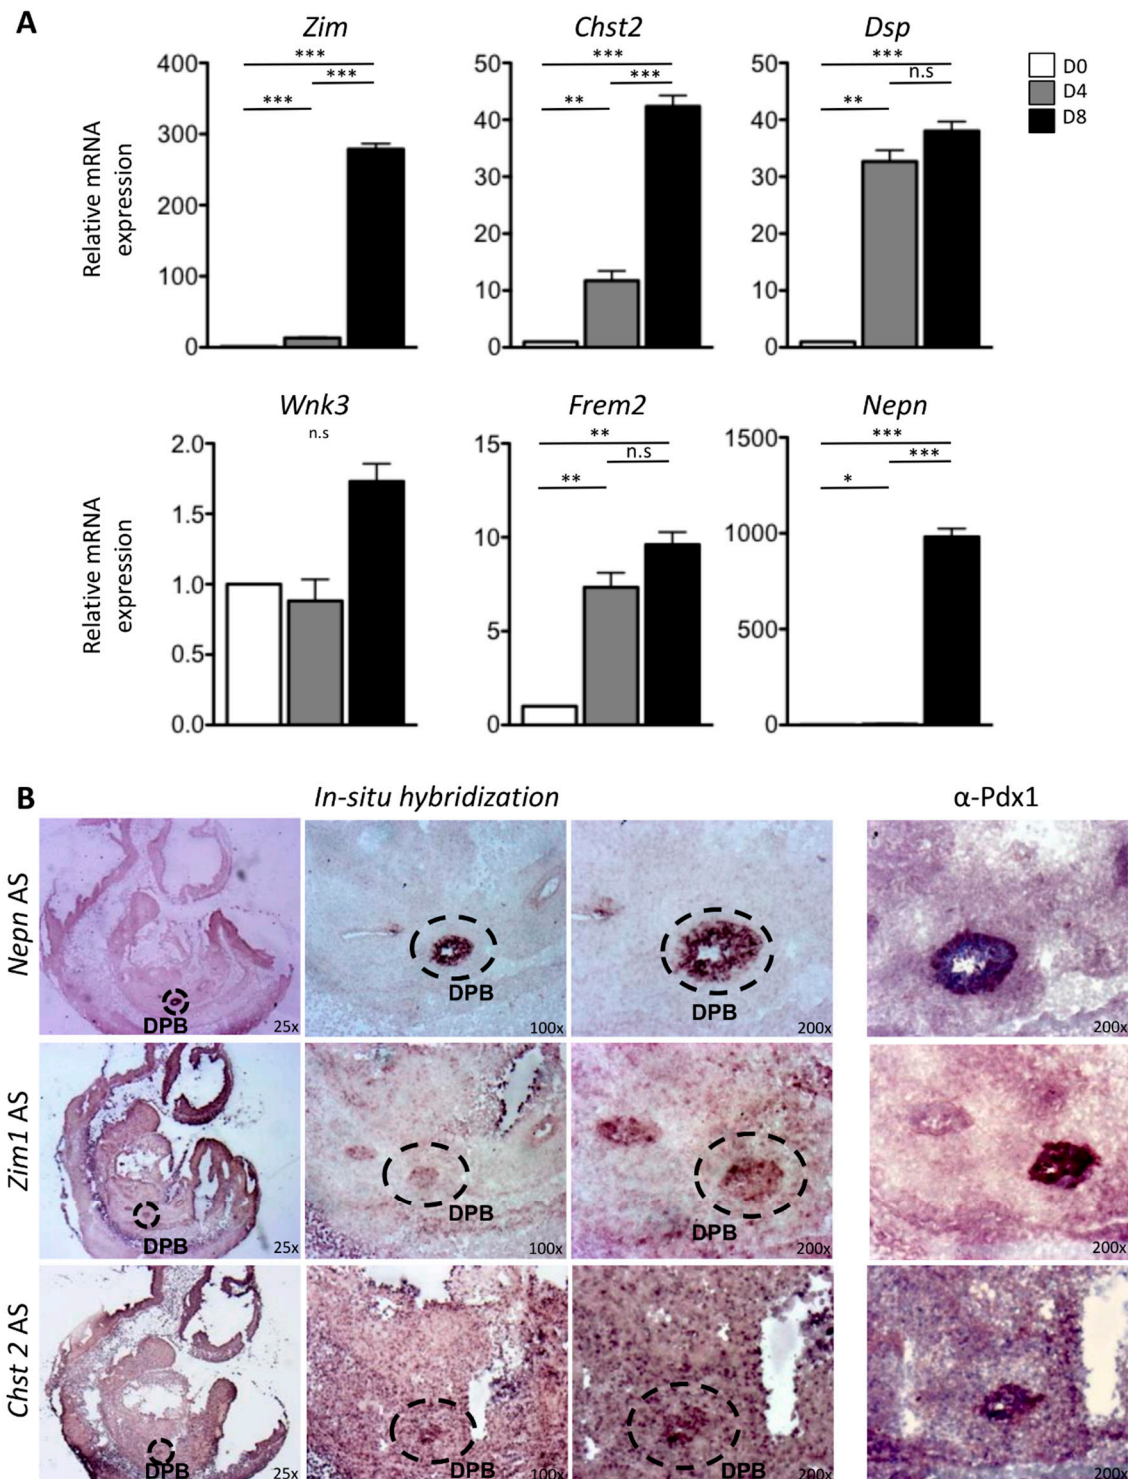 A
Zim
Chst2
Dsp
D0
D4
D8
Relative mRNA
expression
400
300
200
100
0
***
***
***
50
40
30
20
10
0
***
***
**
50
40
30
20
10
0
***
n.s
**
Wnk3
Frem2
Nepn
Relative mRNA
expression
n.s
2.0
1.5
1.0
0.5
0.0
15
10
5
0
**
n.s
**
1500
1000
500
0
***
***
*
B
In-situ hybridization
α-Pdx1
Nepn AS
DPB
25x
DPB
100x
DPB
200x
200x
Zim1 AS
DPB
25x
DPB
100x
DPB
200x
200x
Chst 2 AS
DPB
25x
DPB
100x
DPB
200x
200x